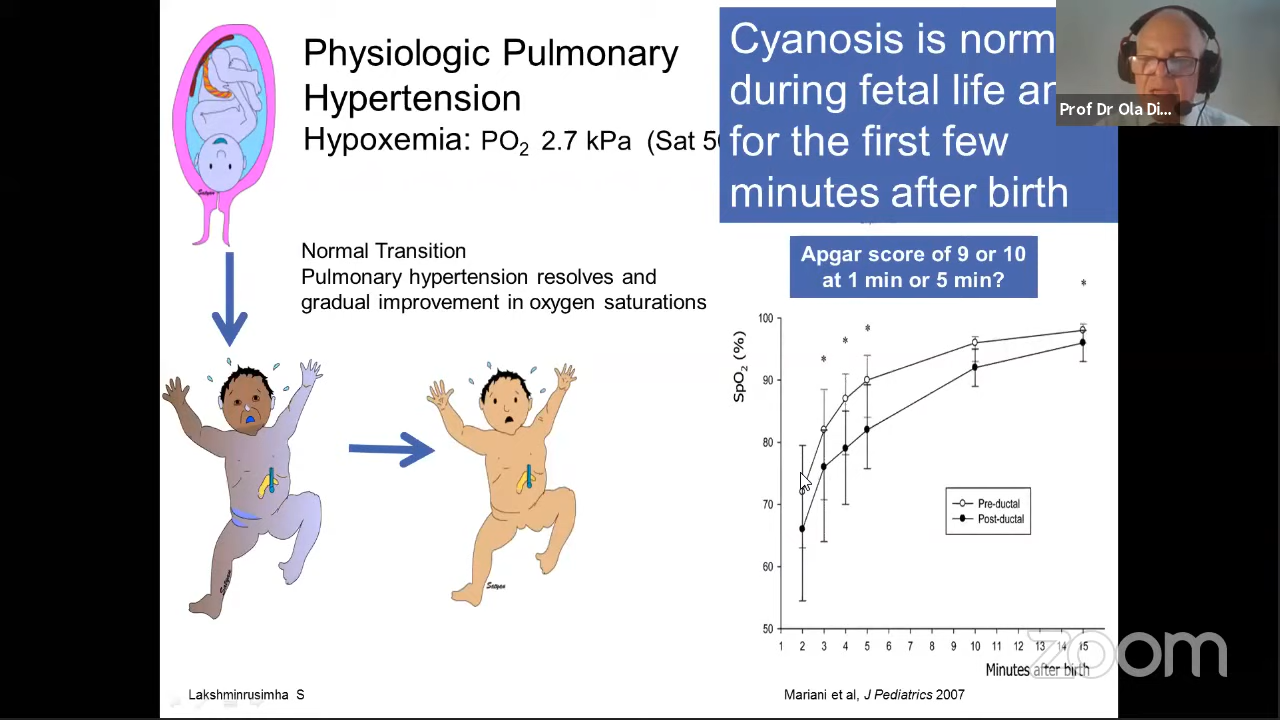 Physiologic Pulmonary
Hypertension
Hypoxemia: PO2 2.7 kPa (Sat
Cyanosis is norm
during fetal life
for the first few
minutes after birth
Prof Dr Ola Di...
Normal Transition
Pulmonary hypertension resolves and
gradual improvement in oxygen saturations
Apgar score of 9 or 10
at 1 min or 5 min?
*
* * *
SpO2 (%)
100
90
80
70
60
50
Pre-ductal
Post-ductal
1 2 3 4 5 6 7 8 9 10 11 12 13 14 15
Minutes after birth
zoom
Satyan
Satyan
Satyan
Lakshminrusimha S
Mariani et al, J Pediatrics 2007